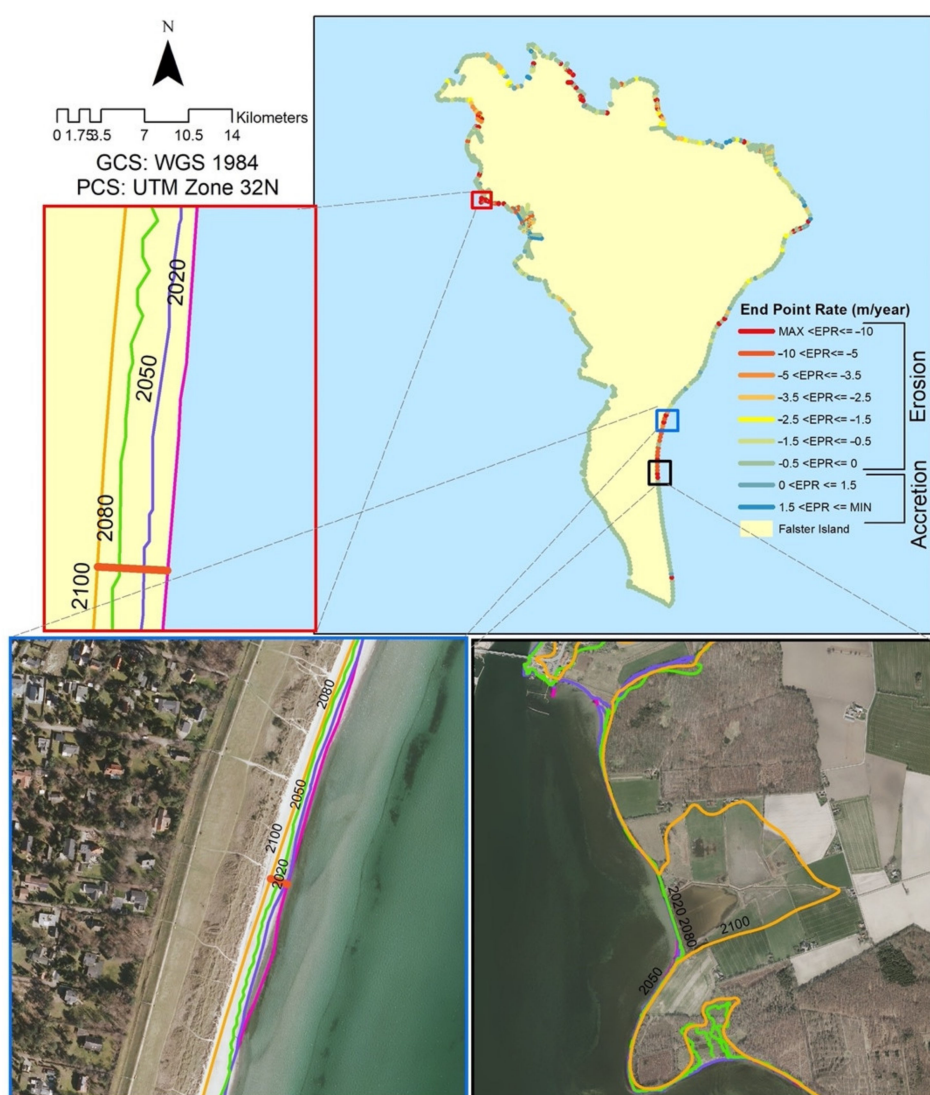 N
Kilometers
0 1.75 3.5 7 10.5 14
GCS: WGS 1984
PCS: UTM Zone 32N
2020
2050
2080
2100
End Point Rate (m/year)
MAX <EPR<= -10
-10 <EPR<= -5
-5 <EPR<= -3.5
-3.5 <EPR<= -2.5
-2.5 <EPR<= -1.5
-1.5 <EPR<= -0.5
-0.5 <EPR<= 0
0 <EPR <= 1.5
1.5 <EPR <= MIN
Falster Island
Erosion
Accretion
2080
2050
2100
2020
2020 2080
2100
2050